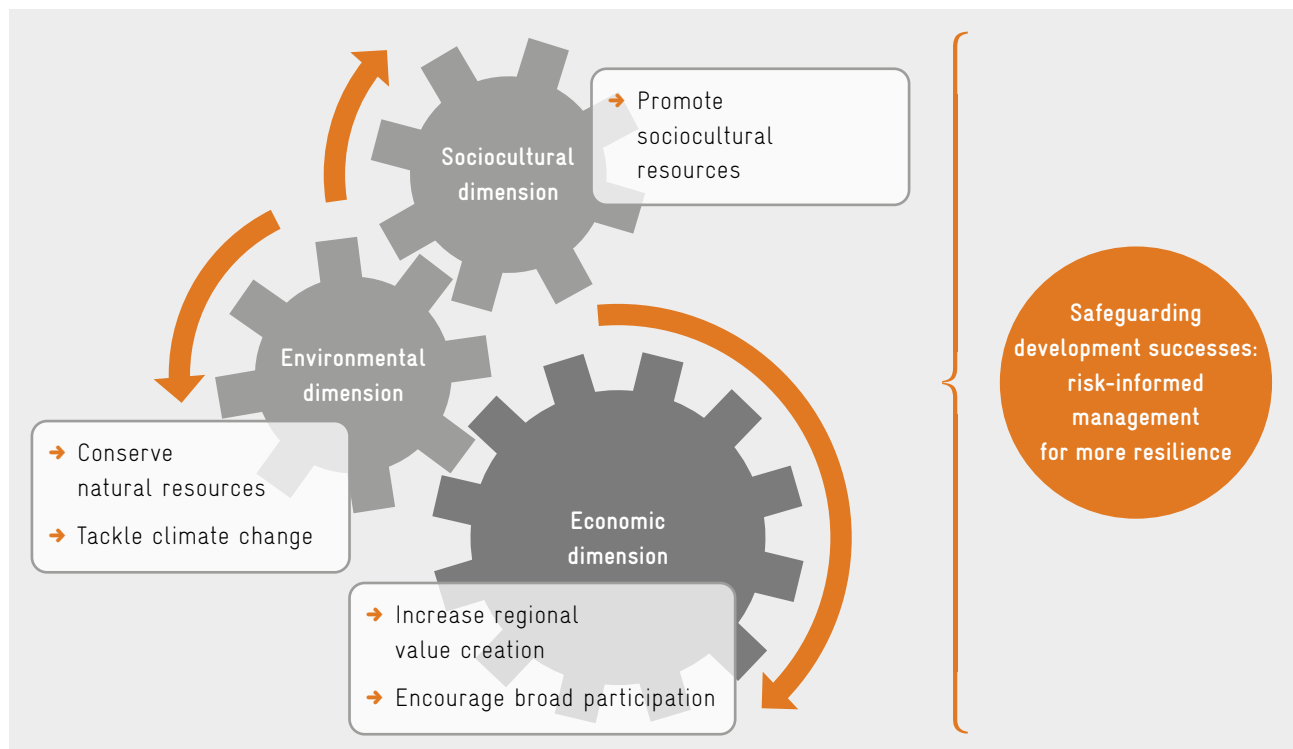 Sociocultural
dimension
→ Promote
sociocultural
resources
Environmental
dimension
→ Conserve
natural resources
→ Tackle climate change
Economic
dimension
→ Increase regional
value creation
→ Encourage broad participation
Safeguarding
development successes:
risk-informed
management
for more resilience